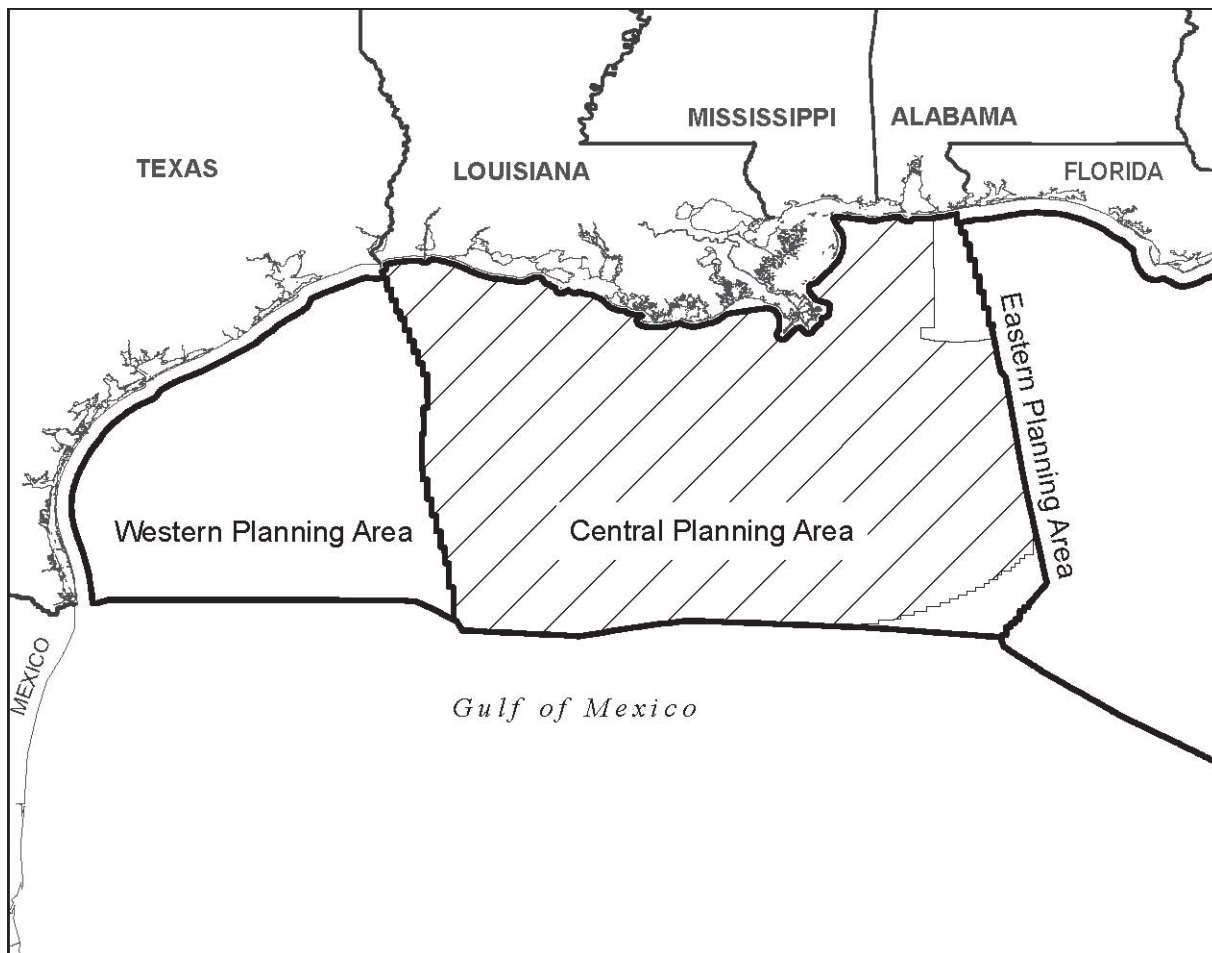 MISSISSIPPI
ALABAMA
TEXAS
LOUISIANA
FLORIDA
Eastern Planning Area
Western Planning Area
Central Planning Area
MEXICO
Gulf of Mexico